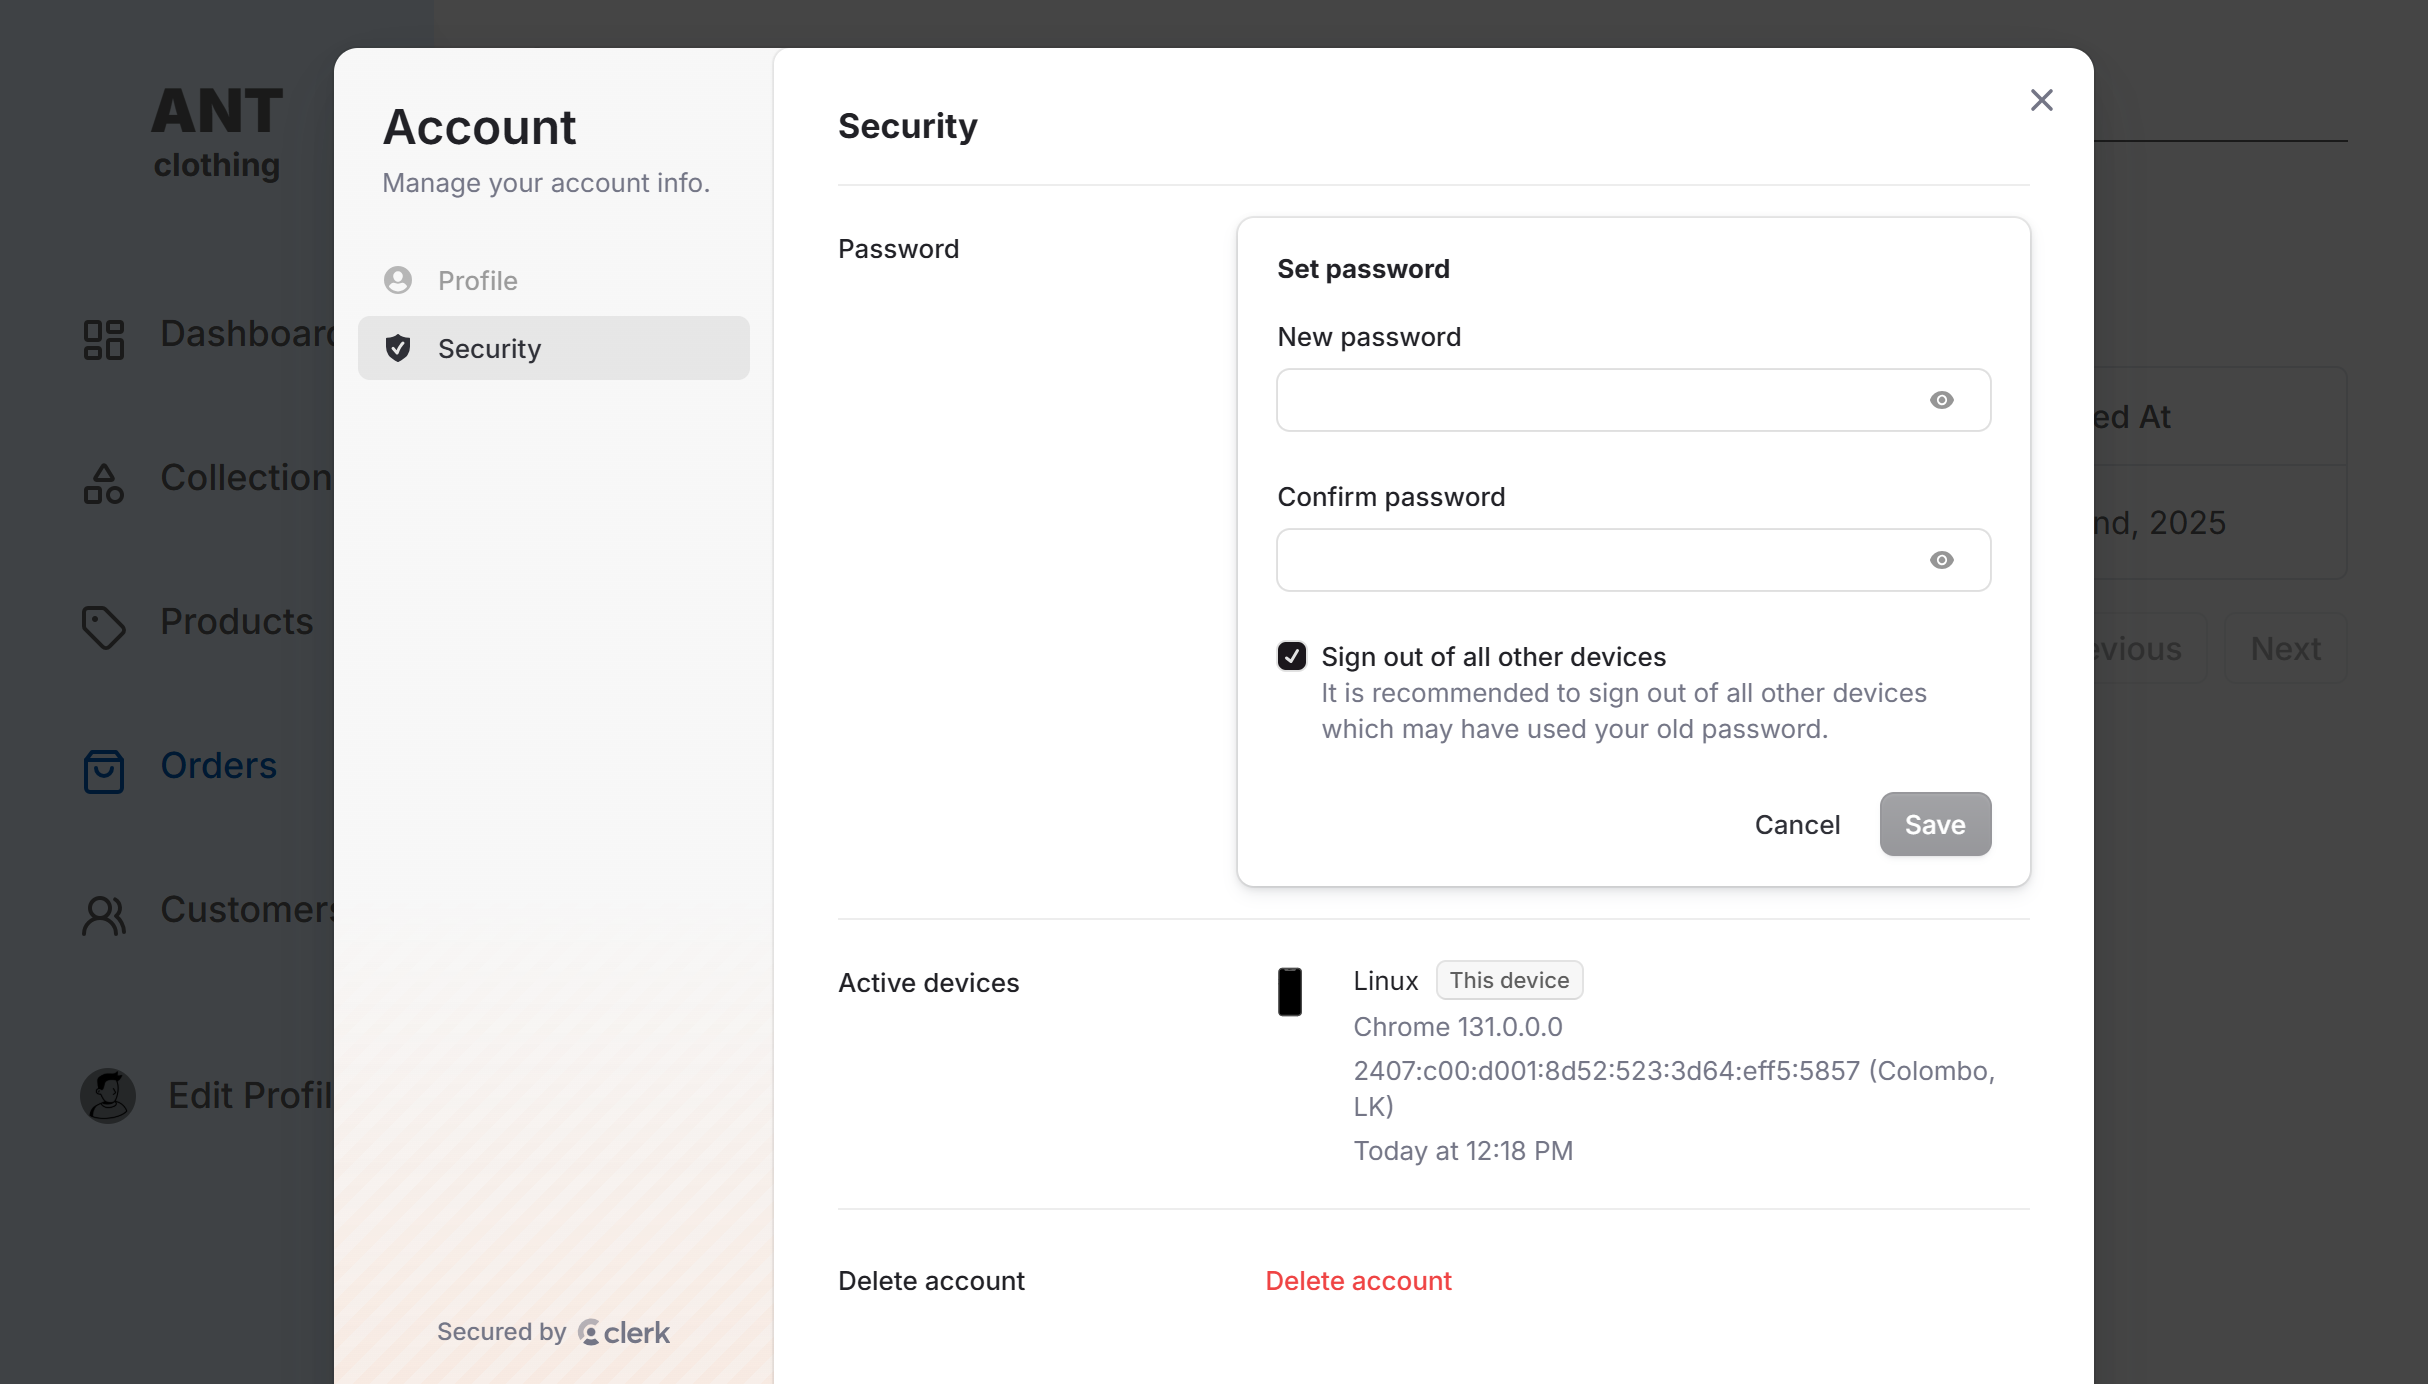 ANT
clothing
Dashboard
Collection
Products
Orders
Customers
Edit Profil
Account
Manage your account info.
Profile
Security
Secured by clerk
Security
Password
Set password
New password
Confirm password
Sign out of all other devices
It is recommended to sign out of all other devices
which may have used your old password.
Cancel
Save
Active devices
Linux This device
Chrome 131.0.0.0
2407:c00:d001:8d52:523:3d64:eff5:5857 (Colombo,
LK)
Today at 12:18 PM
Delete account
Delete account
ed At
nd, 2025
evious
Next